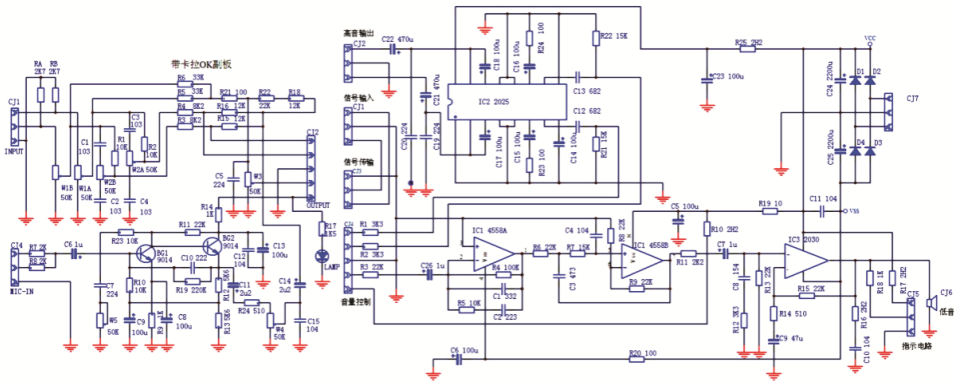 高音输出
CJ2
C22 470u
C18 100u
C16 100u
R24 100
R22 15K
R25 2H2
VCC
RA 2K7
RB 2K7
带卡拉OK副板
R6 33K
R5 33K
R4 8K2
R3 8K2
R21 100
R16 12K
R15 12K
R22 22K
R18 12K
CJ1
INPUT
C3 103
C1 103
R1 10K
R2 10K
W2A 50K
W1B 50K
W1A 50K
W2B 50K
C2 103
C4 103
C5 224
W3 50K
CJ2
OUTPUT
C21 470u
C20 224
C19 224
IC2 2025
C13 682
C12 682
C17 100u
C15 100u
R23 100
C14 100u
R21 15K
C23 100u
C24 2200u
D1
D2
CJ7
C25 2200u
D4
D3
信号输入
CJ1
信号传输
CJ3
R14 1K
R11 22K
R23 10K
CJ4
MIC-IN
R7 2K
R8 2K
C6 1u
BG1 9014
BG2 9014
C10 222
R19 220K
C12 104
C13 100u
R17 1K5
LAMP
C7 224
R10 10K
W5 50K
C9 100u
R9 1K
C8 100u
R12 5K6
R13 5K6
C11 2u2
R24 510
C14 2u2
W4 50K
C15 104
R1 3K3
R2 3K3
R3 22K
音量控制
C26 1u
IC1 4558A
R4 100K
C1 332
R5 10K
C2 223
R6 22K
R7 15K
C4 104
C3 473
R8 22K
IC1 4558B
R9 22K
C5 100u
R10 2H2
R19 10
C11 104
VSS
R11 2K2
C7 1u
C8 154
R13 22K
R12 3K3
IC3 2030
R15 22K
R14 510
C9 47u
R16 2H2
C10 104
R18 1K
R17 2H2
CJ5
CJ6
低音
指示电路
C6 100u
R20 100